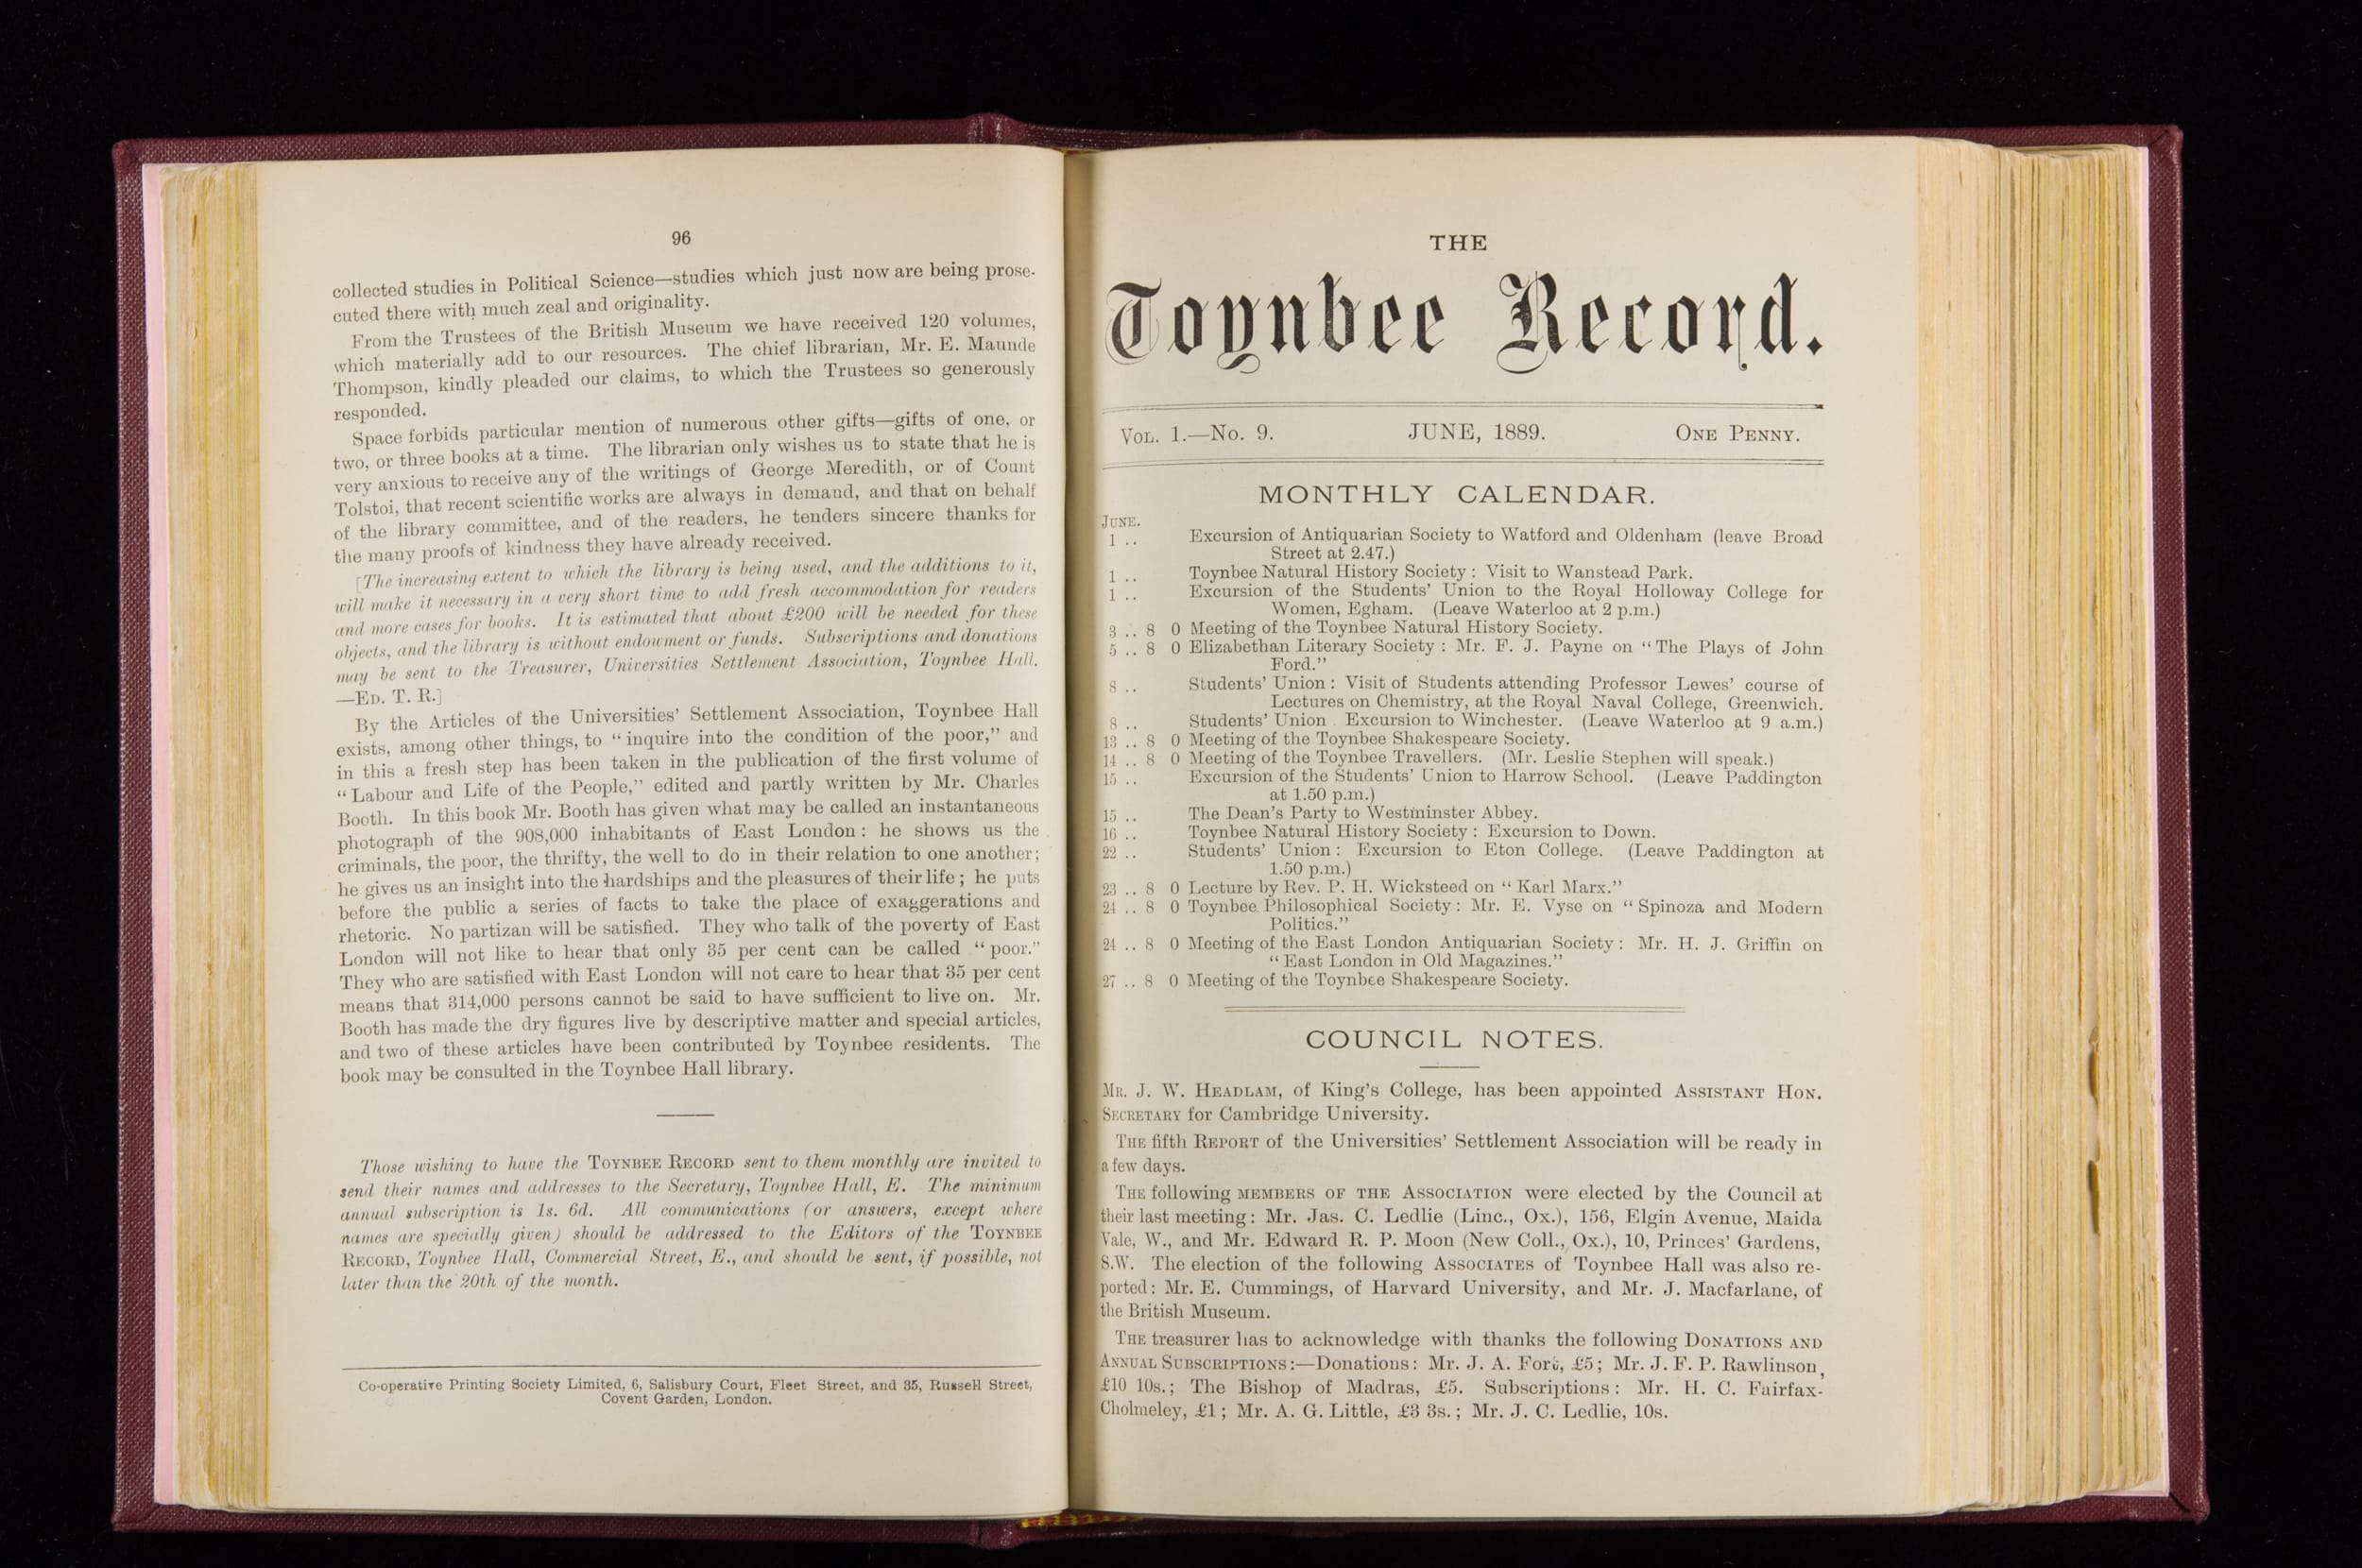 96
collected studies in Political Science—studies which just now are being prose-
cuted there with much zeal and originality.
From the Trustees of the British Museum we have received 120 volumes,
which materially add to our resources. The chief librarian, Mr. E. Maunde
Thompson, kindly pleaded our claims, to which the Trustees so generously
responded.
Space forbids particular mention of numerous other gifts—gifts of one, or
two, or three books at a time. The librarian only wishes us to state that he is
very anxious to receive any of the writings of George Meredith, or of Count
Tolstoi, that recent scientific works are always in demand, and that on behalf
of the library committee, and of the readers, he tenders sincere thanks for
the many proofs of kindness they have already received.
[The increasing extent to which the library is being used, and the additions to it,
will make it necessary in a very short time to add fresh accommodation for readers
and more cases for books. It is estimated that about £200 will be needed for these
objects, and the library is without endowment or funds. Subscriptions and donations
may be sent to the Treasurer, Universities Settlement Association, Toynbee Hall.
—ED. T. R.]
By the Articles of the Universities’ Settlement Association, Toynbee Hall
exists, among other things, to “inquire into the condition of the poor,” and
in this a fresh step has been taken in the publication of the first volume of
“Labour and Life of the People,” edited and partly written by Mr. Charles
Booth. In this book Mr. Booth has given what may be called an instantaneous
photograph of the 908,000 inhabitants of East London: he shows us the
criminals, the poor, the thrifty, the well to do in their relation to one another;
he gives us an insight into the hardships and the pleasures of their life; he puts
before the public a series of facts to take the place of exaggerations and
rhetoric. No partizan will be satisfied. They who talk of the poverty of East
London will not like to hear that only 35 per cent can be called “poor.”
They who are satisfied with East London will not care to hear that 35 per cent
means that 314,000 persons cannot be said to have sufficient to live on. Mr.
Booth has made the dry figures live by descriptive matter and special articles,
and two of these articles have been contributed by Toynbee residents. The
book may be consulted in the Toynbee Hall library.
Those wishing to have the TOYNBEE RECORD sent to them monthly are invited to
send their names and addresses to the Secretary, Toynbee Hall, E. The minimum
annual subscription is 1s. 6d. All communications (or answers, except where
names are specially given) should be addressed to the Editors of the TOYNBEE
RECORD, Toynbee Hall, Commercial Street, E., and should be sent, if possible, not
later than the 20th of the month.
Co-operative Printing Society Limited, 6, Salisbury Court, Fleet Street, and 35, Russell Street,
Covent Garden, London.
THE
Toynbee Record.
VOL. 1.—No. 9. JUNE, 1889. ONE PENNY.
MONTHLY CALENDAR.
JUNE.
1 .. Excursion of Antiquarian Society to Watford and Oldenham (leave Broad
Street at 2.47.)
1 .. Toynbee Natural History Society: Visit to Wanstead Park.
1 .. Excursion of the Students’ Union to the Royal Holloway College for
Women, Egham. (Leave Waterloo at 2 p.m.)
3 .. 8 0 Meeting of the Toynbee Natural History Society.
5 .. 8 0 Elizabethan Literary Society: Mr. F. J. Payne on “The Plays of John
Ford.”
8 .. Students’ Union: Visit of Students attending Professor Lewes’ course of
Lectures on Chemistry, at the Royal Naval College, Greenwich.
8 .. Students’ Union. Excursion to Winchester. (Leave Waterloo at 9 a.m.)
13 .. 8 0 Meeting of the Toynbee Shakespeare Society.
14 .. 8 0 Meeting of the Toynbee Travellers. (Mr. Leslie Stephen will speak.)
15 .. Excursion of the Students’ Union to Harrow School. (Leave Paddington
at 1.50 p.m.)
15 .. The Dean’s Party to Westminster Abbey.
16 .. Toynbee Natural History Society: Excursion to Down.
22 .. Students’ Union: Excursion to Eton College. (Leave Paddington at
1.50 p.m.)
23 .. 8 0 Lecture by Rev. P. H. Wicksteed on “Karl Marx.”
24 .. 8 0 Toynbee Philosophical Society: Mr. E. Vyse on “Spinoza and Modern
Politics.”
24 .. 8 0 Meeting of the East London Antiquarian Society: Mr. H. J. Griffin on
“East London in Old Magazines.”
27 .. 8 0 Meeting of the Toynbee Shakespeare Society.
COUNCIL NOTES.
MR. J. W. HEADLAM, of King’s College, has been appointed ASSISTANT HON.
SECRETARY for Cambridge University.
THE fifth REPORT of the Universities’ Settlement Association will be ready in
a few days.
THE following MEMBERS OF THE ASSOCIATION were elected by the Council at
their last meeting: Mr. Jas. C. Ledlie (Linc., Ox.), 156, Elgin Avenue, Maida
Vale, W., and Mr. Edward R. P. Moon (New Coll., Ox.), 10, Princes’ Gardens,
S.W. The election of the following ASSOCIATES of Toynbee Hall was also re-
ported: Mr. E. Cummings, of Harvard University, and Mr. J. Macfarlane, of
the British Museum.
THE treasurer has to acknowledge with thanks the following DONATIONS AND
ANNUAL SUBSCRIPTIONS:—Donations: Mr. J. A. Fort, £5; Mr. J. F. P. Rawlinson,
£10 10s.; The Bishop of Madras, £5. Subscriptions: Mr. H. C. Fairfax-
Cholmeley, £1; Mr. A. G. Little, £3 3s.; Mr. J. C. Ledlie, 10s.